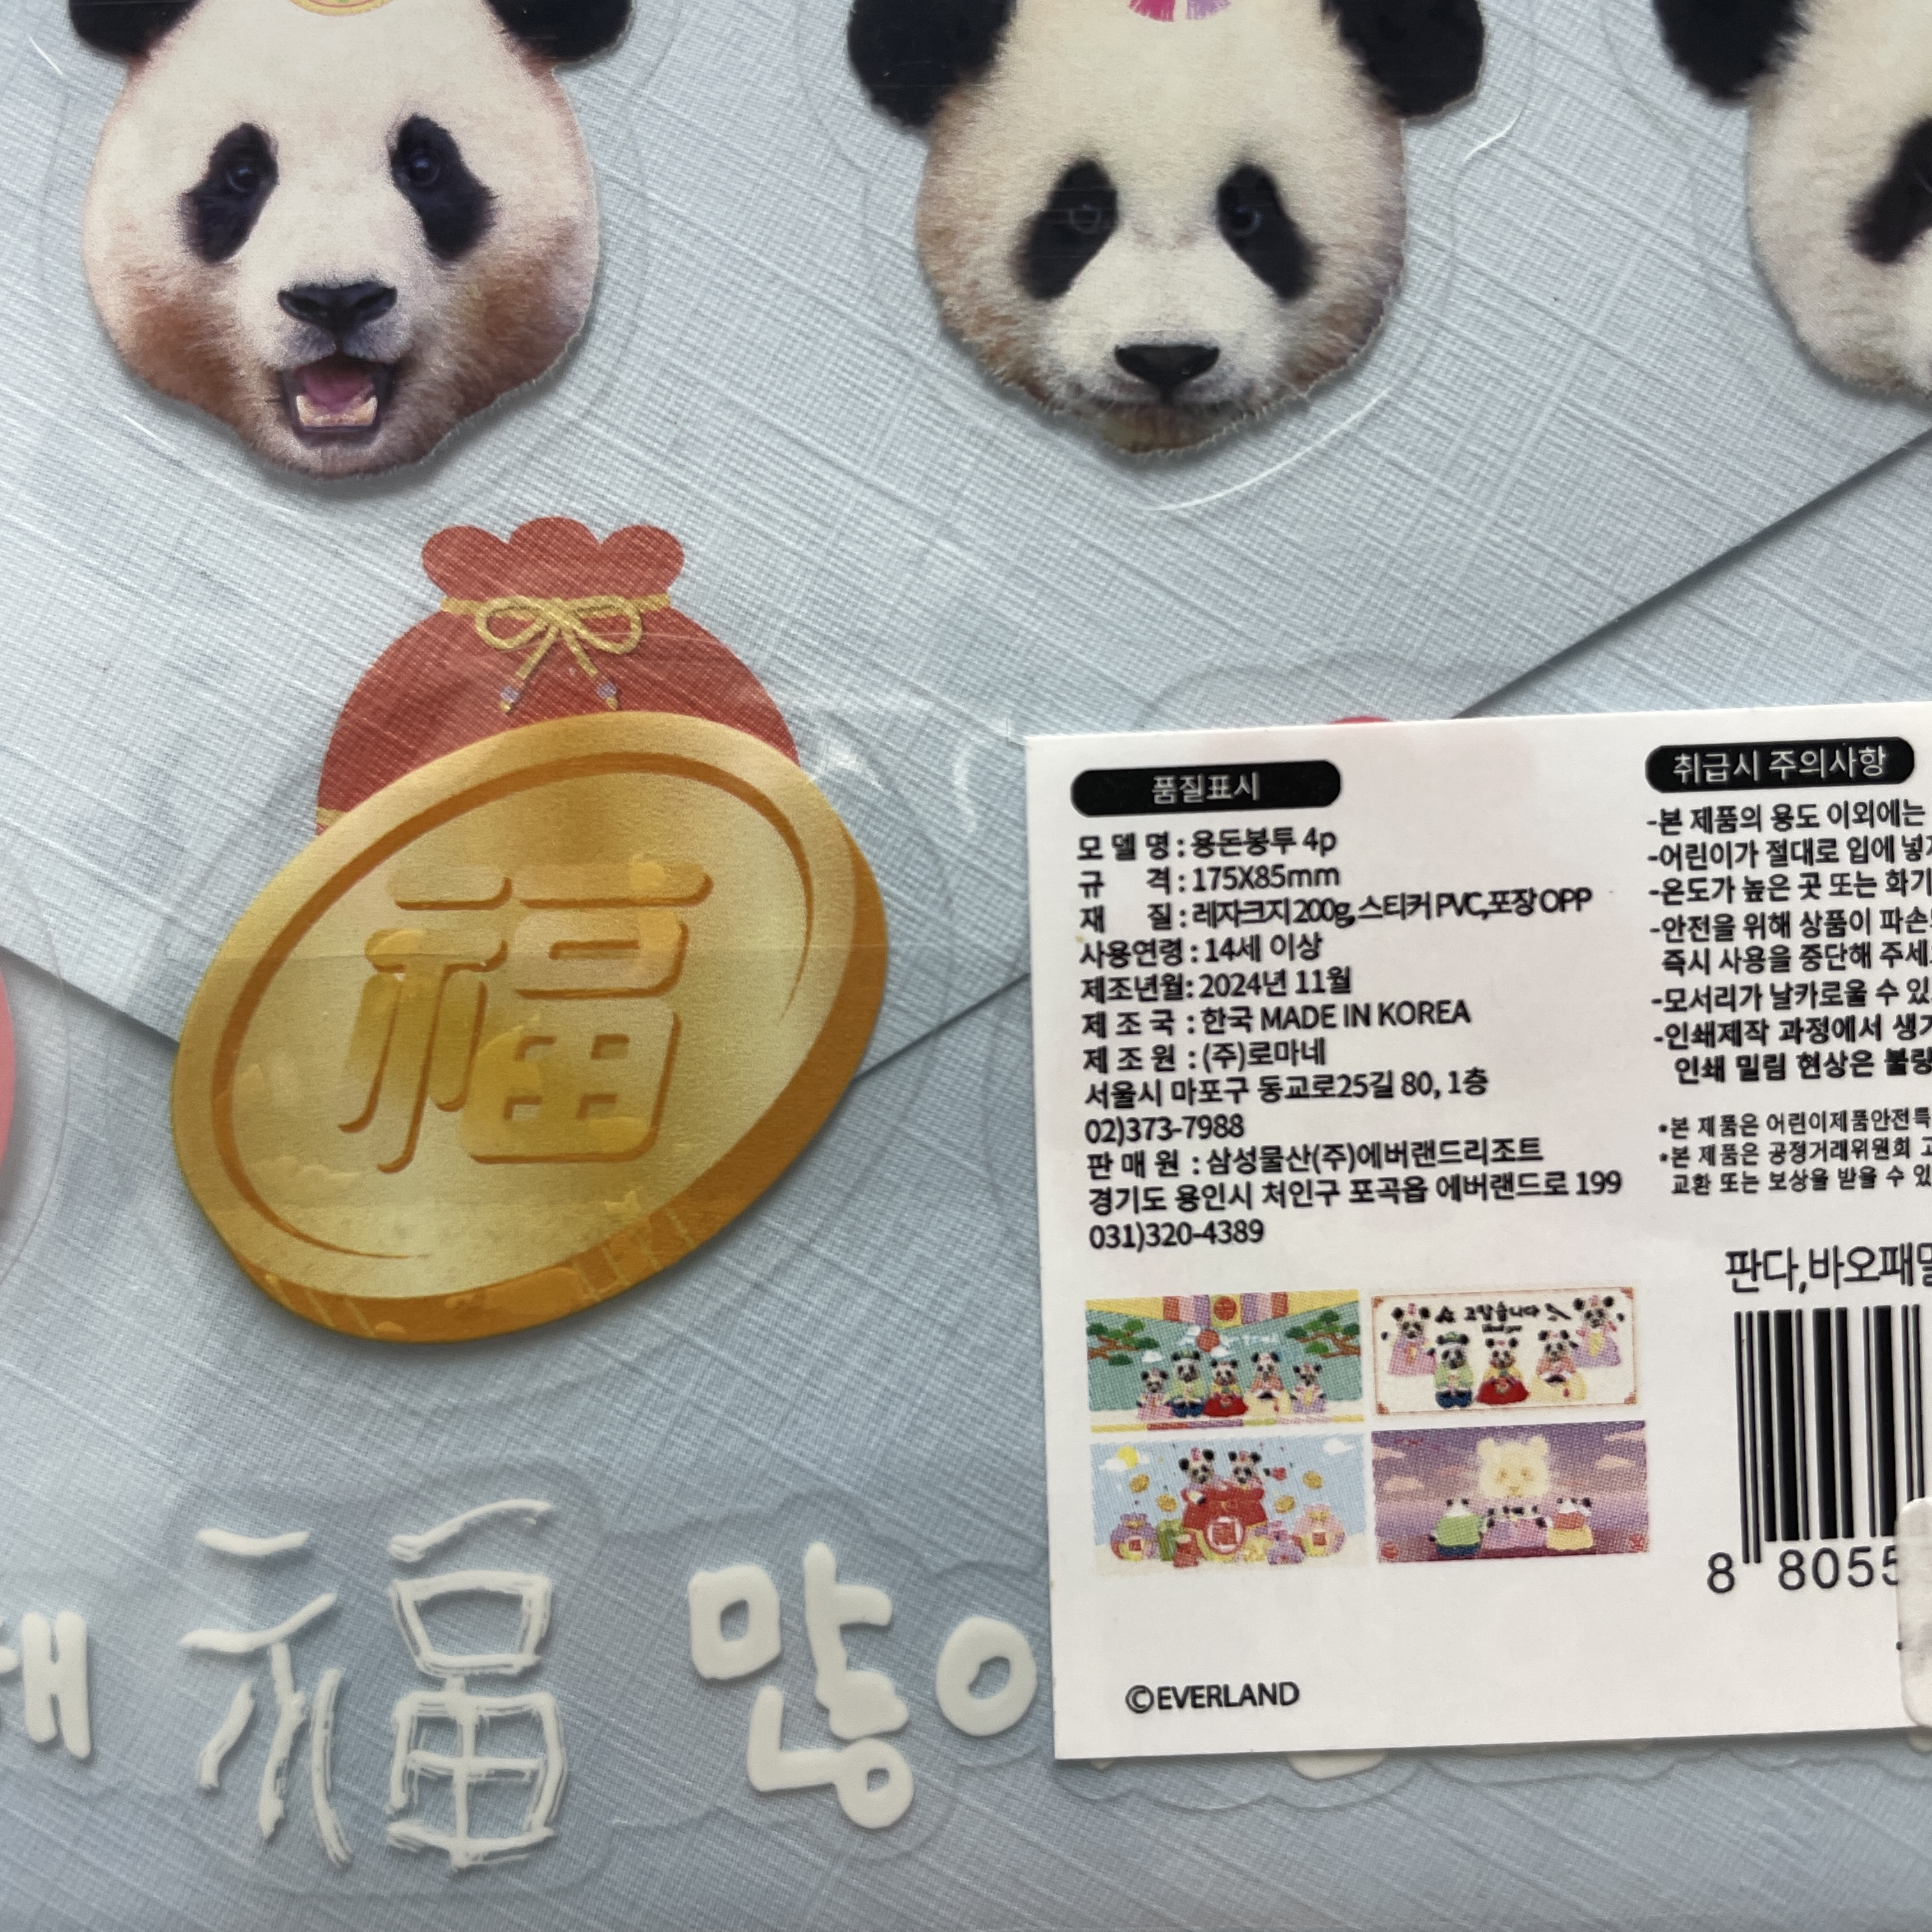 福
품질표시
모 델 명 : 용돈봉투 4p
규 격 : 175X85mm
재 질 : 레자크지 200g, 스티커 PVC, 포장 OPP
사용연령 : 14세 이상
제조년월 : 2024년 11월
제 조 국 : 한국 MADE IN KOREA
제 조 원 : (주)로마네
서울시 마포구 동교로25길 80, 1층
02)373-7988
판 매 원 : 삼성물산(주)에버랜드리조트
경기도 용인시 처인구 포곡읍 에버랜드로 199
031)320-4389
고맙습니다
©EVERLAND
취급시 주의사항
-본 제품의 용도 이외에는
-어린이가 절대로 입에 넣
-온도가 높은 곳 또는 화기
-안전을 위해 상품이 파손
즉시 사용을 중단해 주세
-모서리가 날카로울 수 있
-인쇄제작 과정에서 생
인쇄 밀림 현상은 불
*본 제품은 어린이제품안전특
*본 제품은 공정거래위원회 고
교환 또는 보상을 받을 수 있
판다,바오패밀
8 8055
해 福 많이